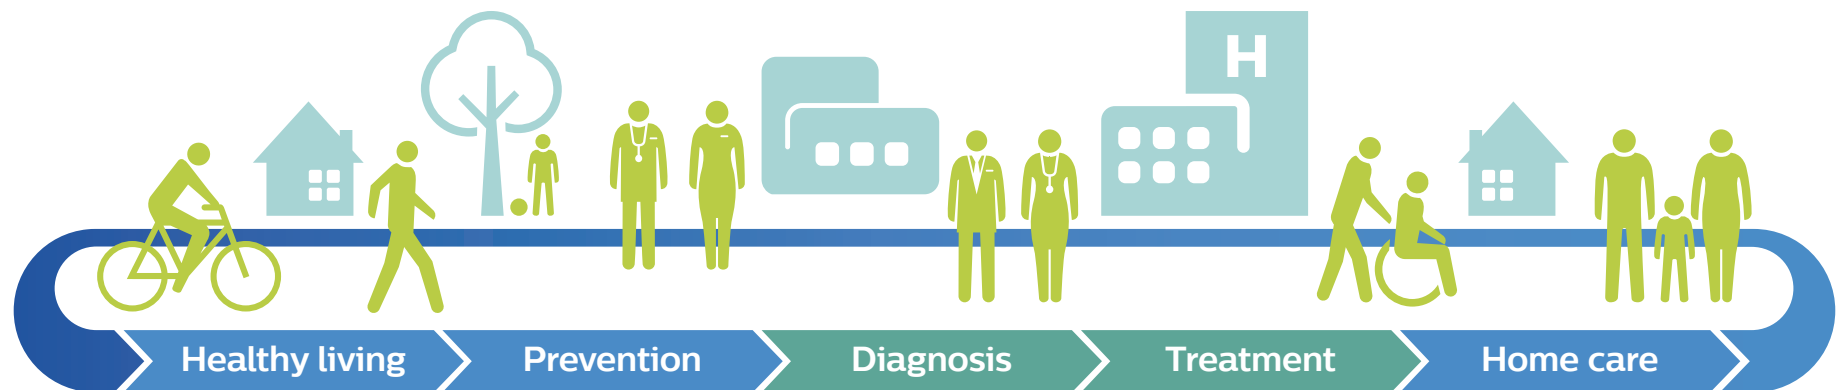 H
Healthy living
Prevention
Diagnosis
Treatment
Home care